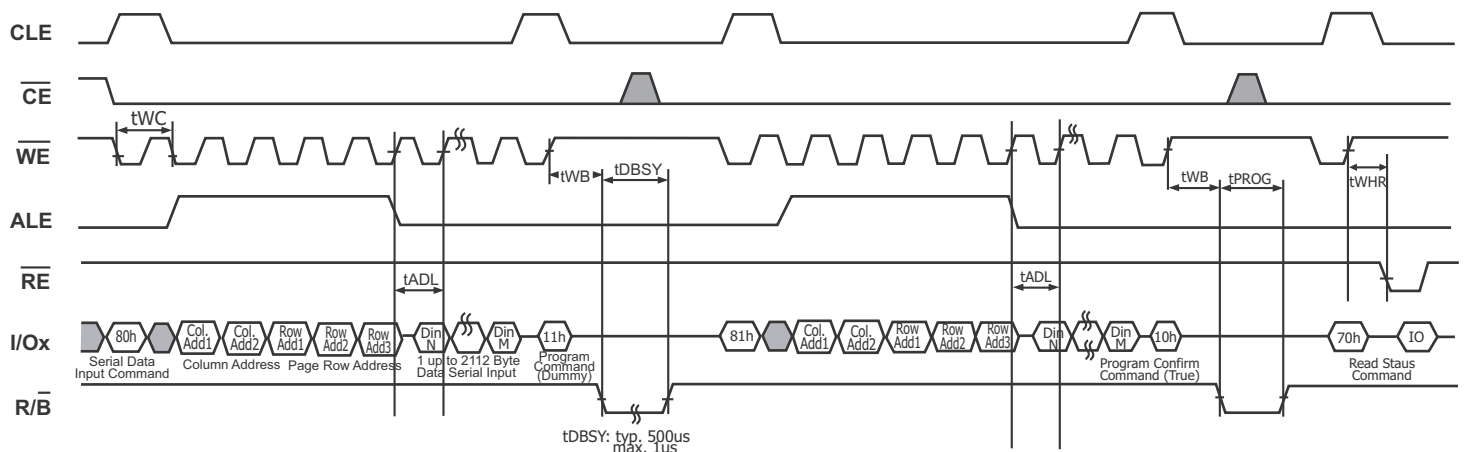 CLE
CE
tWC
WE
tWB
tDBSY
tWB
tPROG
tWHR
ALE
RE
tADL
tADL
I/Ox
80h
Col. Add1
Col. Add2
Row Add1
Row Add2
Row Add3
Din N
Din M
11h
81h
Col. Add1
Col. Add2
Row Add1
Row Add2
Row Add3
Din N
Din M
10h
70h
IO
Serial Data
Input Command
Column Address
Page Row Address
1 up to 2112 Byte
Data Serial Input
Program
Command
(Dummy)
Program Confirm
Command (True)
Read Staus
Command
R/B
tDBSY: typ. 500us
max. 1us